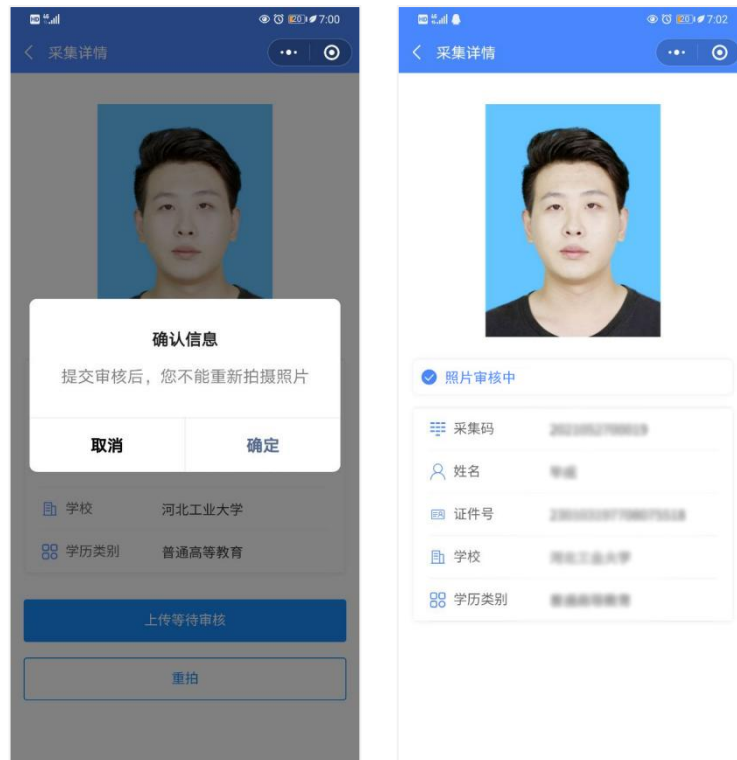 HD 20 7:00
采集详情
确认信息
提交审核后，您不能重新拍摄照片
取消 确定
学校 河北工业大学
学历类别 普通高等教育
上传等待审核
重拍
HD 20 7:02
采集详情
照片审核中
采集码
姓名
证件号
学校
学历类别